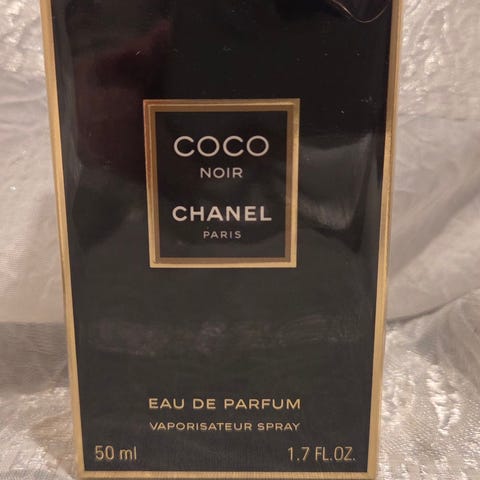 COCO
NOIR
CHANEL
PARIS
EAU DE PARFUM
VAPORISATEUR SPRAY
50 ml 1.7 FL.OZ.